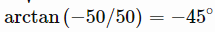 arctan (−50/50) = −45°